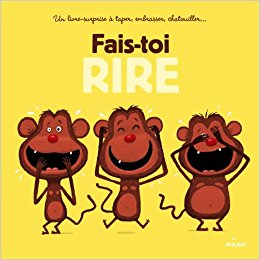 Un livre-surprise à taper, embrasser, chatouiller...
Fais-toi
RIRE
MILAN